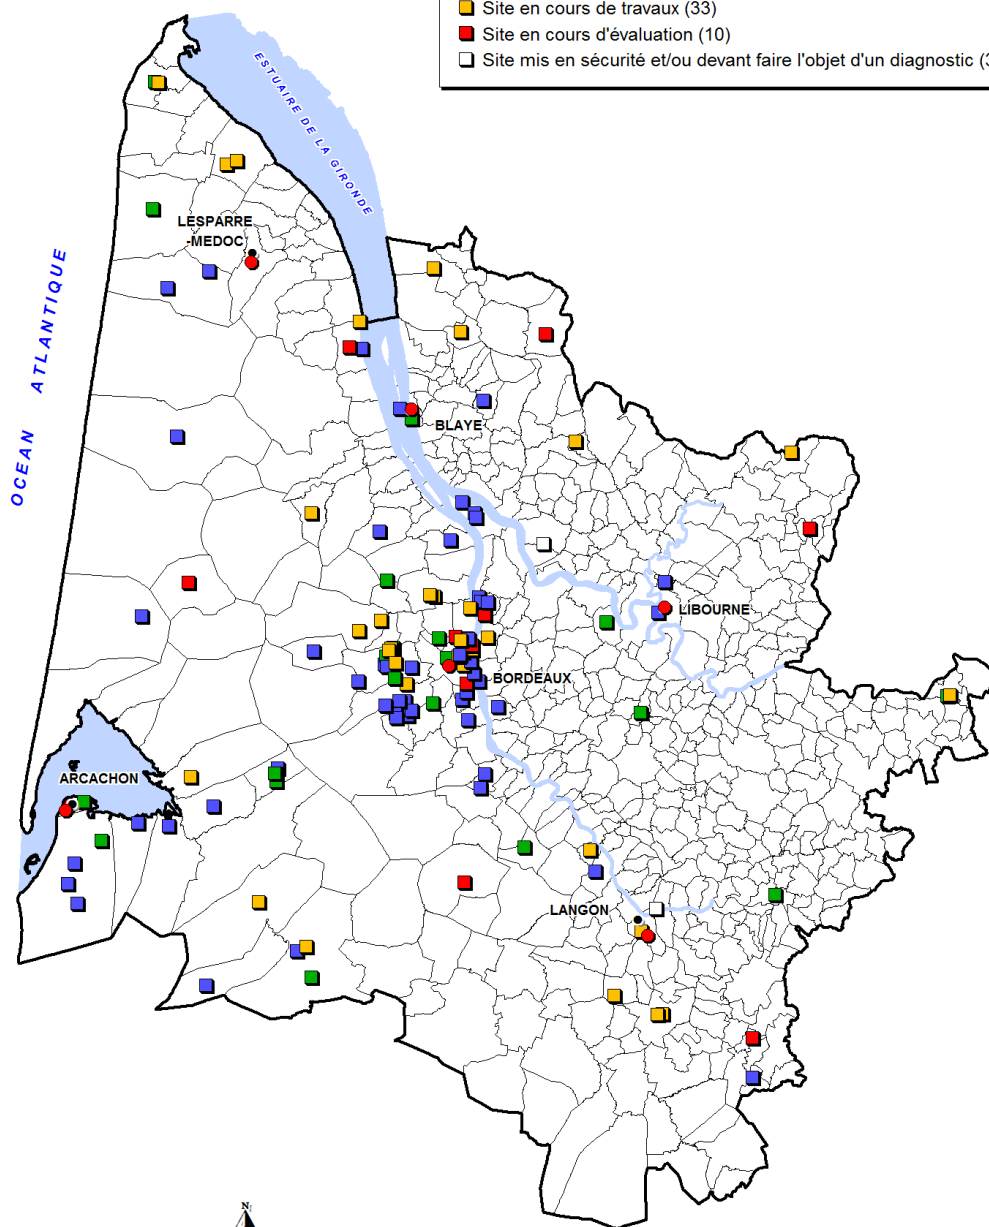 Site en cours de travaux (33)
Site en cours d'évaluation (10)
Site mis en sécurité et/ou devant faire l'objet d'un diagnostic (3
ESTUAIRE DE LA GIRONDE
LESPARRE
-MEDOC
OCEAN ATLANTIQUE
BLAYE
LIBOURNE
BORDEAUX
ARCACHON
LANGON
N